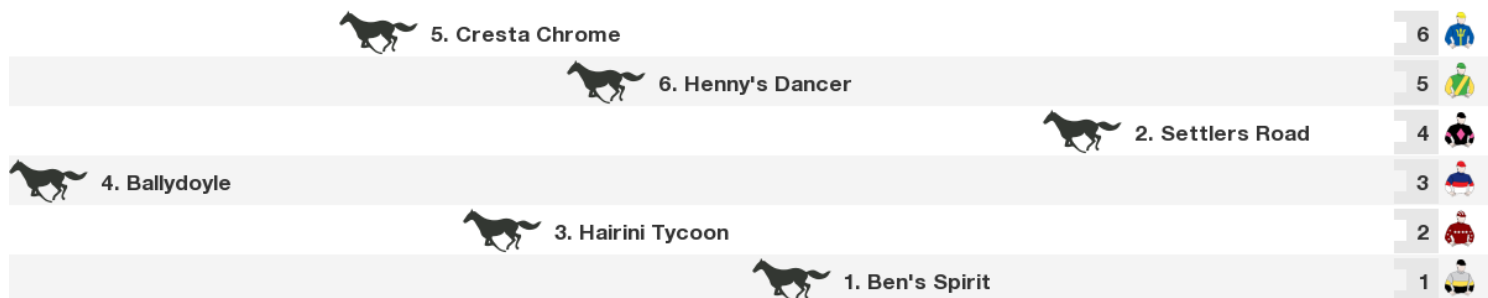 5. Cresta Chrome 6
6. Henny's Dancer 5
2. Settlers Road 4
4. Ballydoyle 3
3. Hairini Tycoon 2
1. Ben's Spirit 1